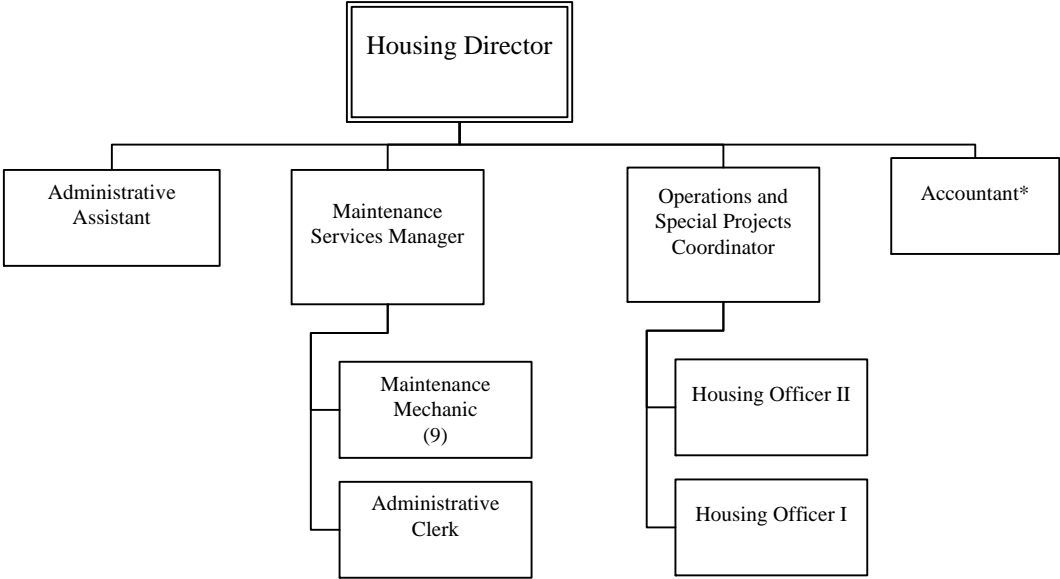 Housing Director
Administrative
Assistant
Maintenance
Services Manager
Operations and
Special Projects
Coordinator
Accountant*
Maintenance
Mechanic
(9)
Administrative
Clerk
Housing Officer II
Housing Officer I